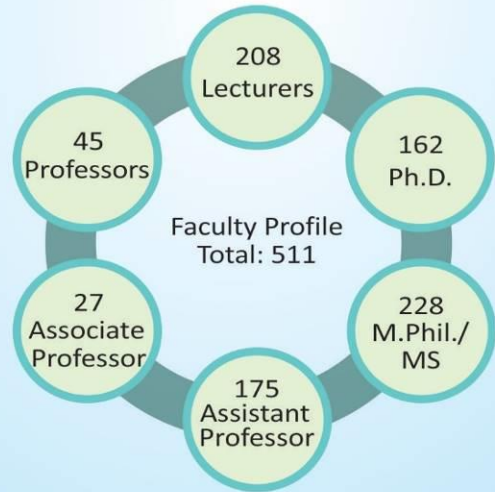 208
Lecturers
45
Professors
162
Ph.D.
Faculty Profile
Total: 511
27
Associate
Professor
228
M.Phil./
MS
175
Assistant
Professor